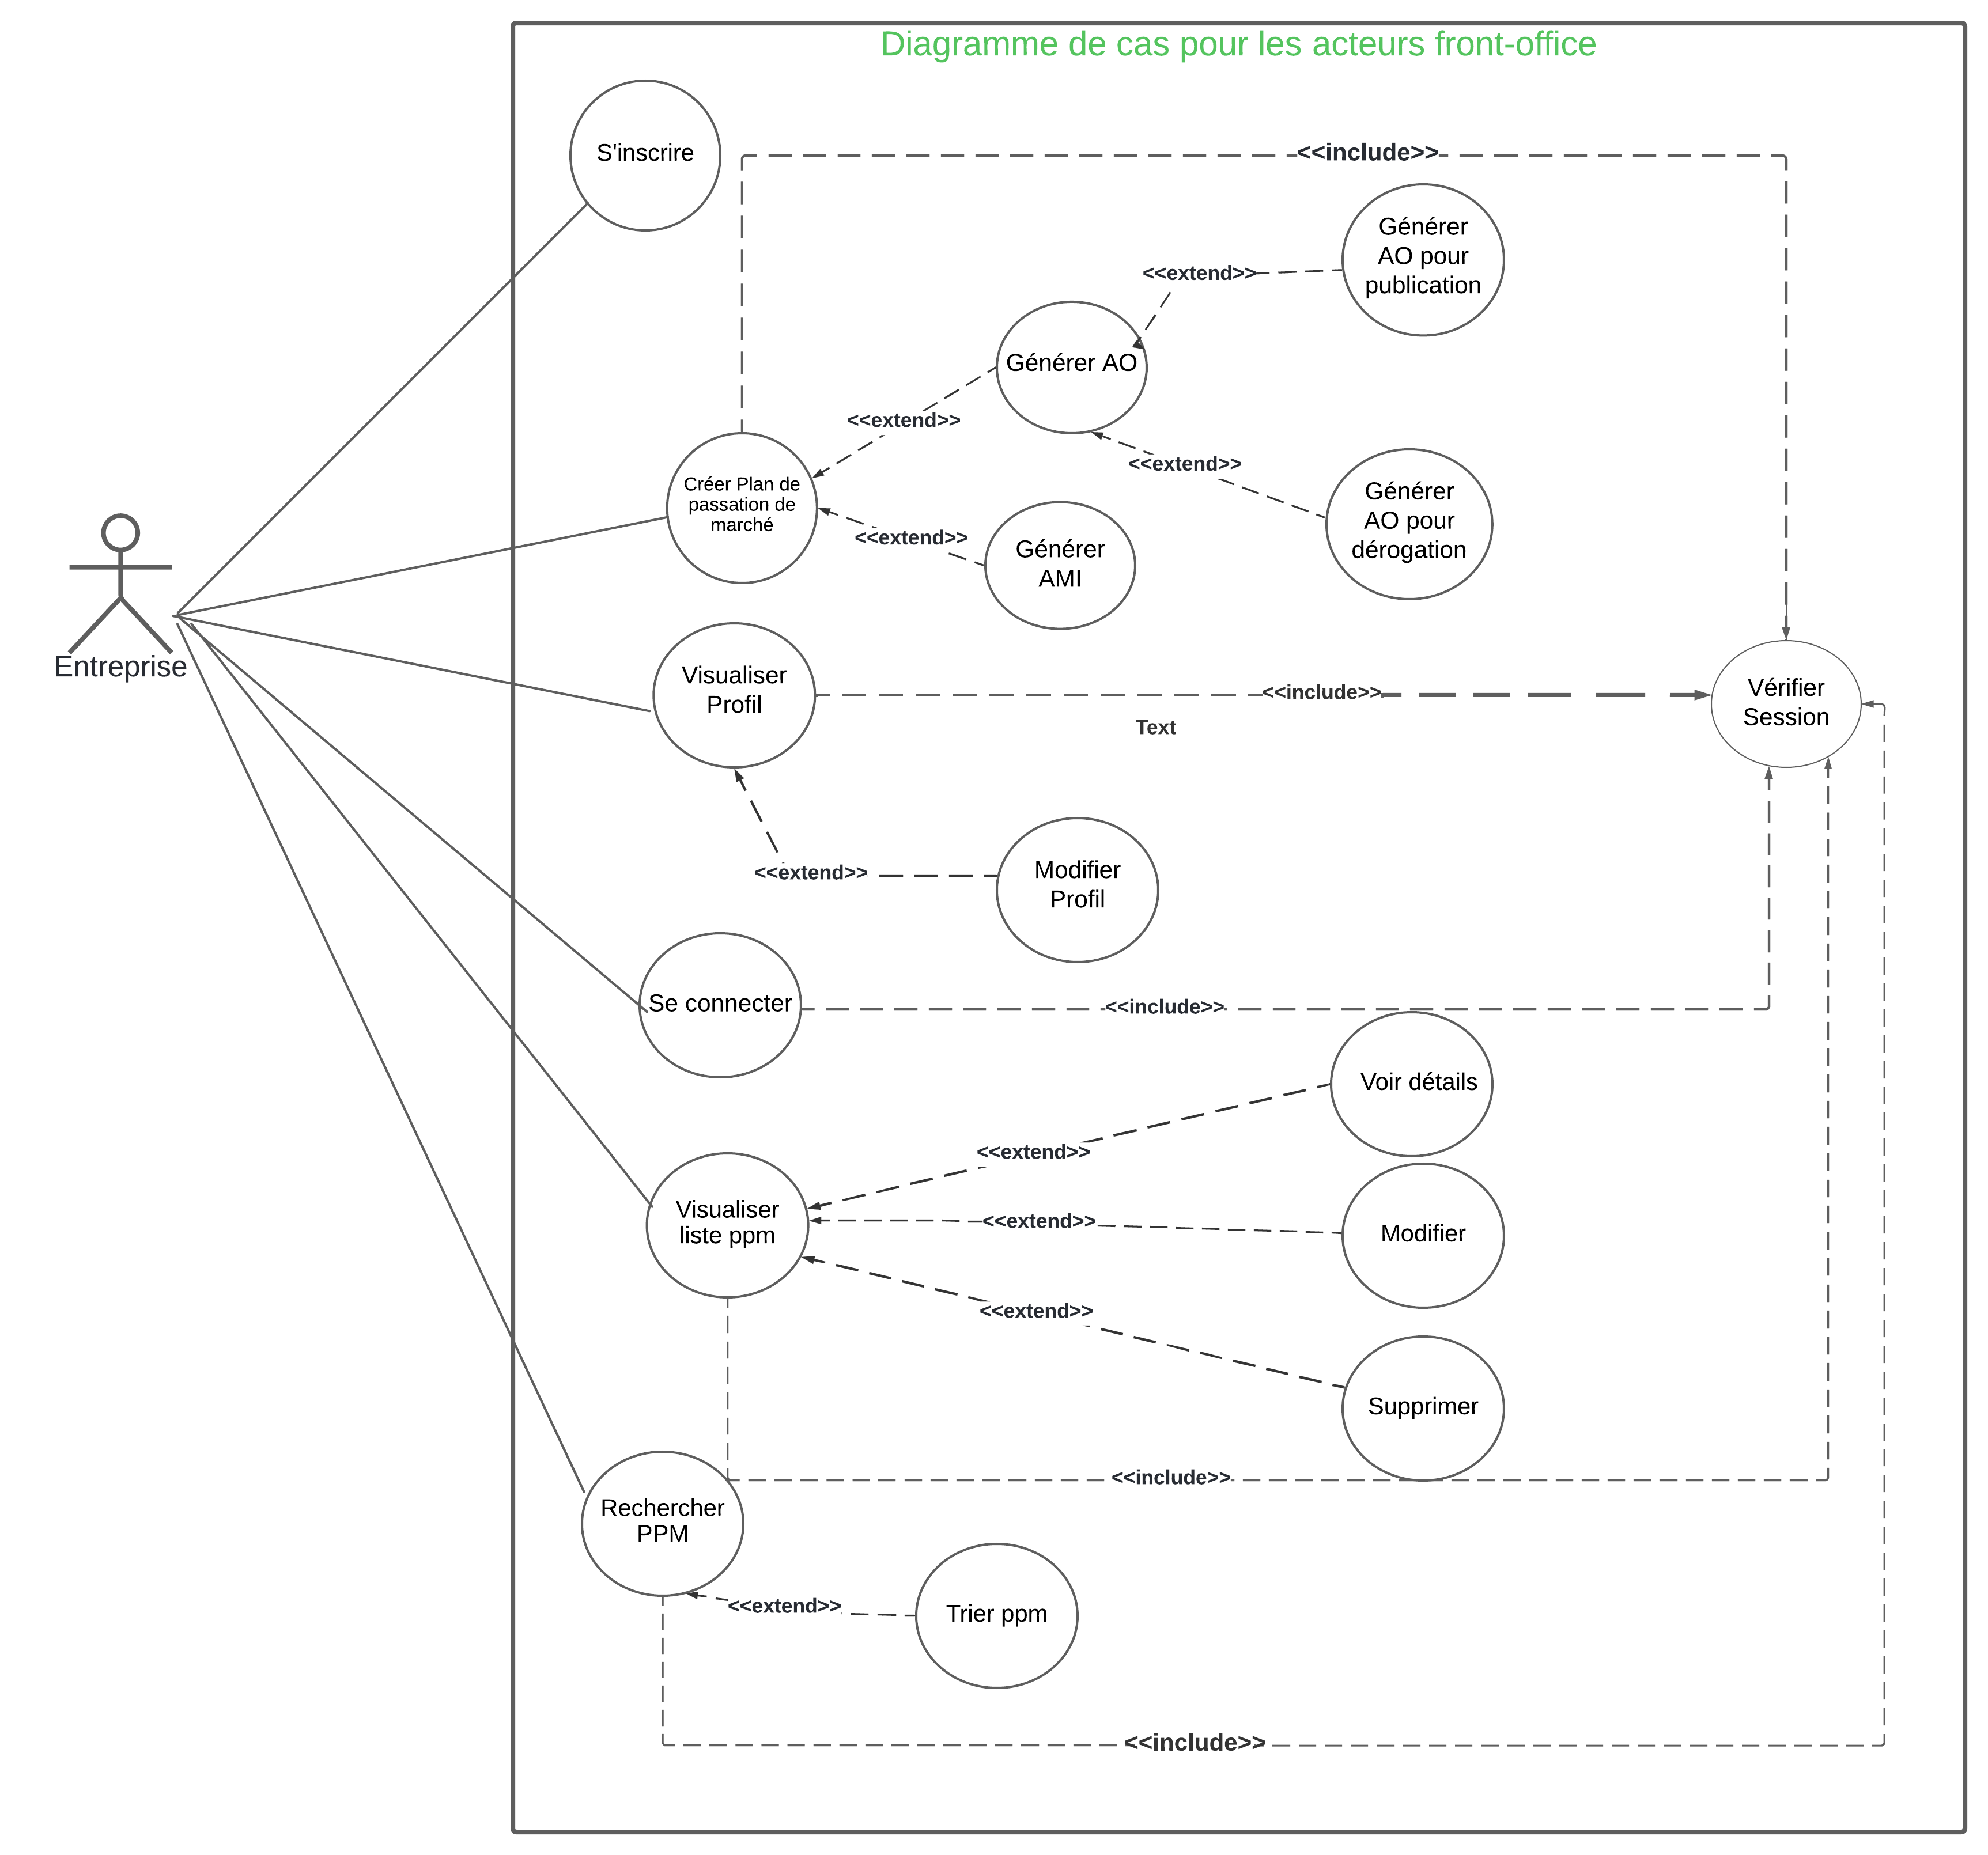 Diagramme de cas pour les acteurs front-office
S'inscrire
<<include>>
Générer
AO pour
publication
<<extend>>
Générer AO
<<extend>>
<<extend>>
Créer Plan de
passation de
marché
Générer
AO pour
dérogation
<<extend>>
Générer
AMI
Entreprise
Visualiser
Profil
<<include>>
Vérifier
Session
Text
<<extend>>
Modifier
Profil
Se connecter
<<include>>
Voir détails
<<extend>>
Visualiser
liste ppm
<<extend>>
Modifier
<<extend>>
Supprimer
<<include>>
Rechercher
PPM
<<extend>>
Trier ppm
<<include>>